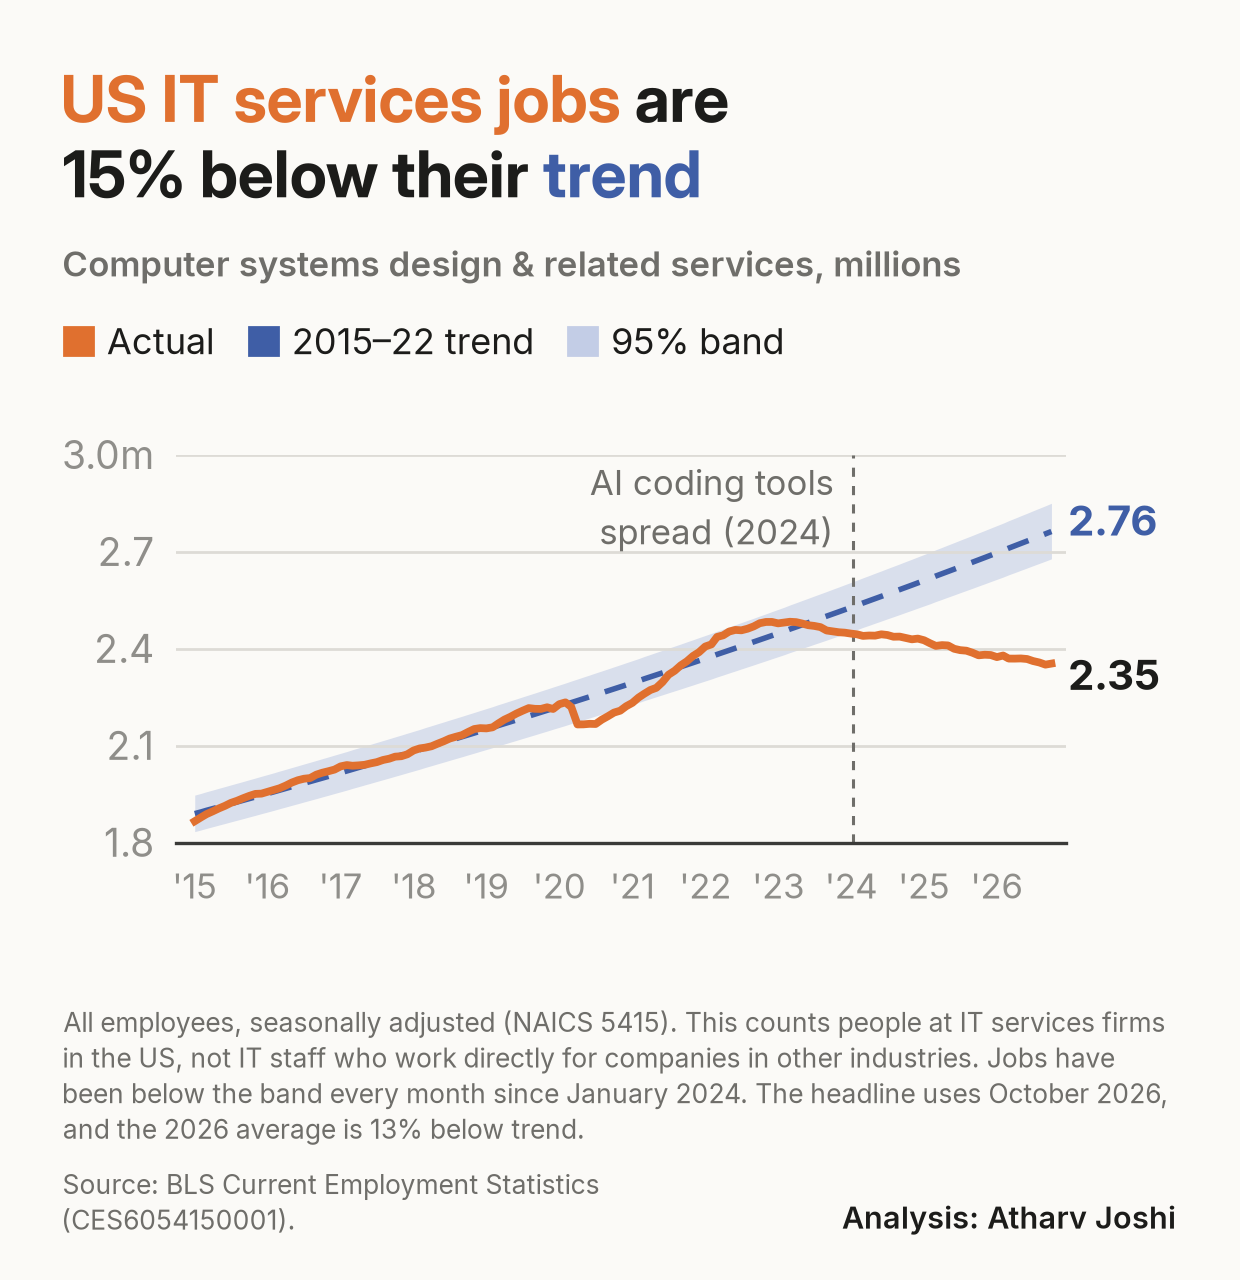 US IT services jobs are
15% below their trend
Computer systems design & related services, millions
Actual 2015–22 trend 95% band
3.0m
AI coding tools
spread (2024)
2.76
2.7
2.4
2.35
2.1
1.8
'15 '16 '17 '18 '19 '20 '21 '22 '23 '24 '25 '26
All employees, seasonally adjusted (NAICS 5415). This counts people at IT services firms
in the US, not IT staff who work directly for companies in other industries. Jobs have
been below the band every month since January 2024. The headline uses October 2026,
and the 2026 average is 13% below trend.
Source: BLS Current Employment Statistics
(CES6054150001).
Analysis: Atharv Joshi